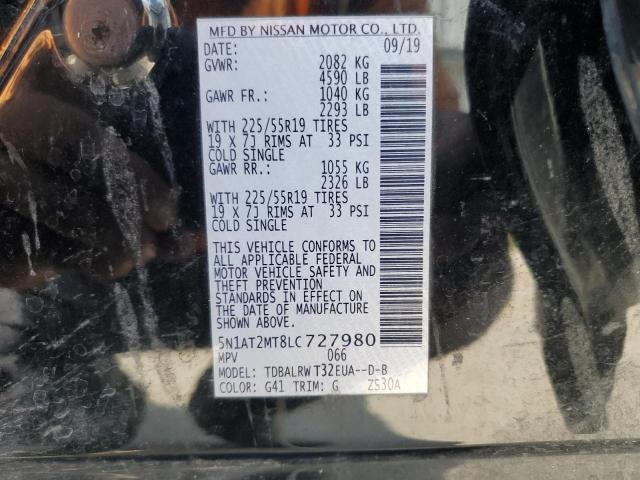 MFD BY NISSAN MOTOR CO., LTD.
DATE: 09/19
GVWR: 2082 KG
4590 LB
GAWR FR.: 1040 KG
2293 LB
WITH 225/55R19 TIRES
19 X 7J RIMS AT 33 PSI
COLD SINGLE
GAWR RR.: 1055 KG
2326 LB
WITH 225/55R19 TIRES
19 X 7J RIMS AT 33 PSI
COLD SINGLE
THIS VEHICLE CONFORMS TO
ALL APPLICABLE FEDERAL
MOTOR VEHICLE SAFETY AND
THEFT PREVENTION
STANDARDS IN EFFECT ON
THE DATE OF MANUFACTURE
SHOWN ABOVE.
5N1AT2MT8LC727980
MPV 066
MODEL: TDBALRW T32EUA--D-B
COLOR: G41 TRIM: G ZS30A